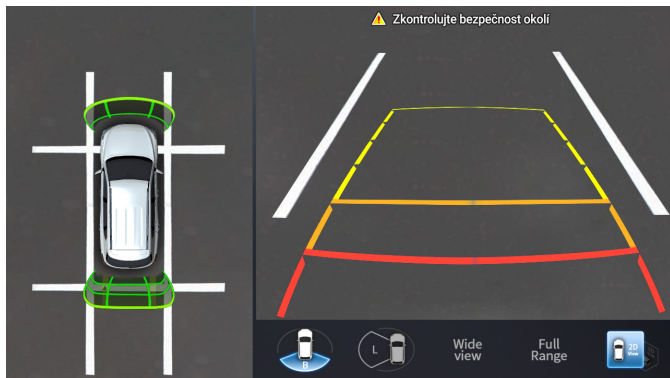 Zkontrolujte bezpečnost okolí
B
L
Wide
view
Full
Range
2D
View